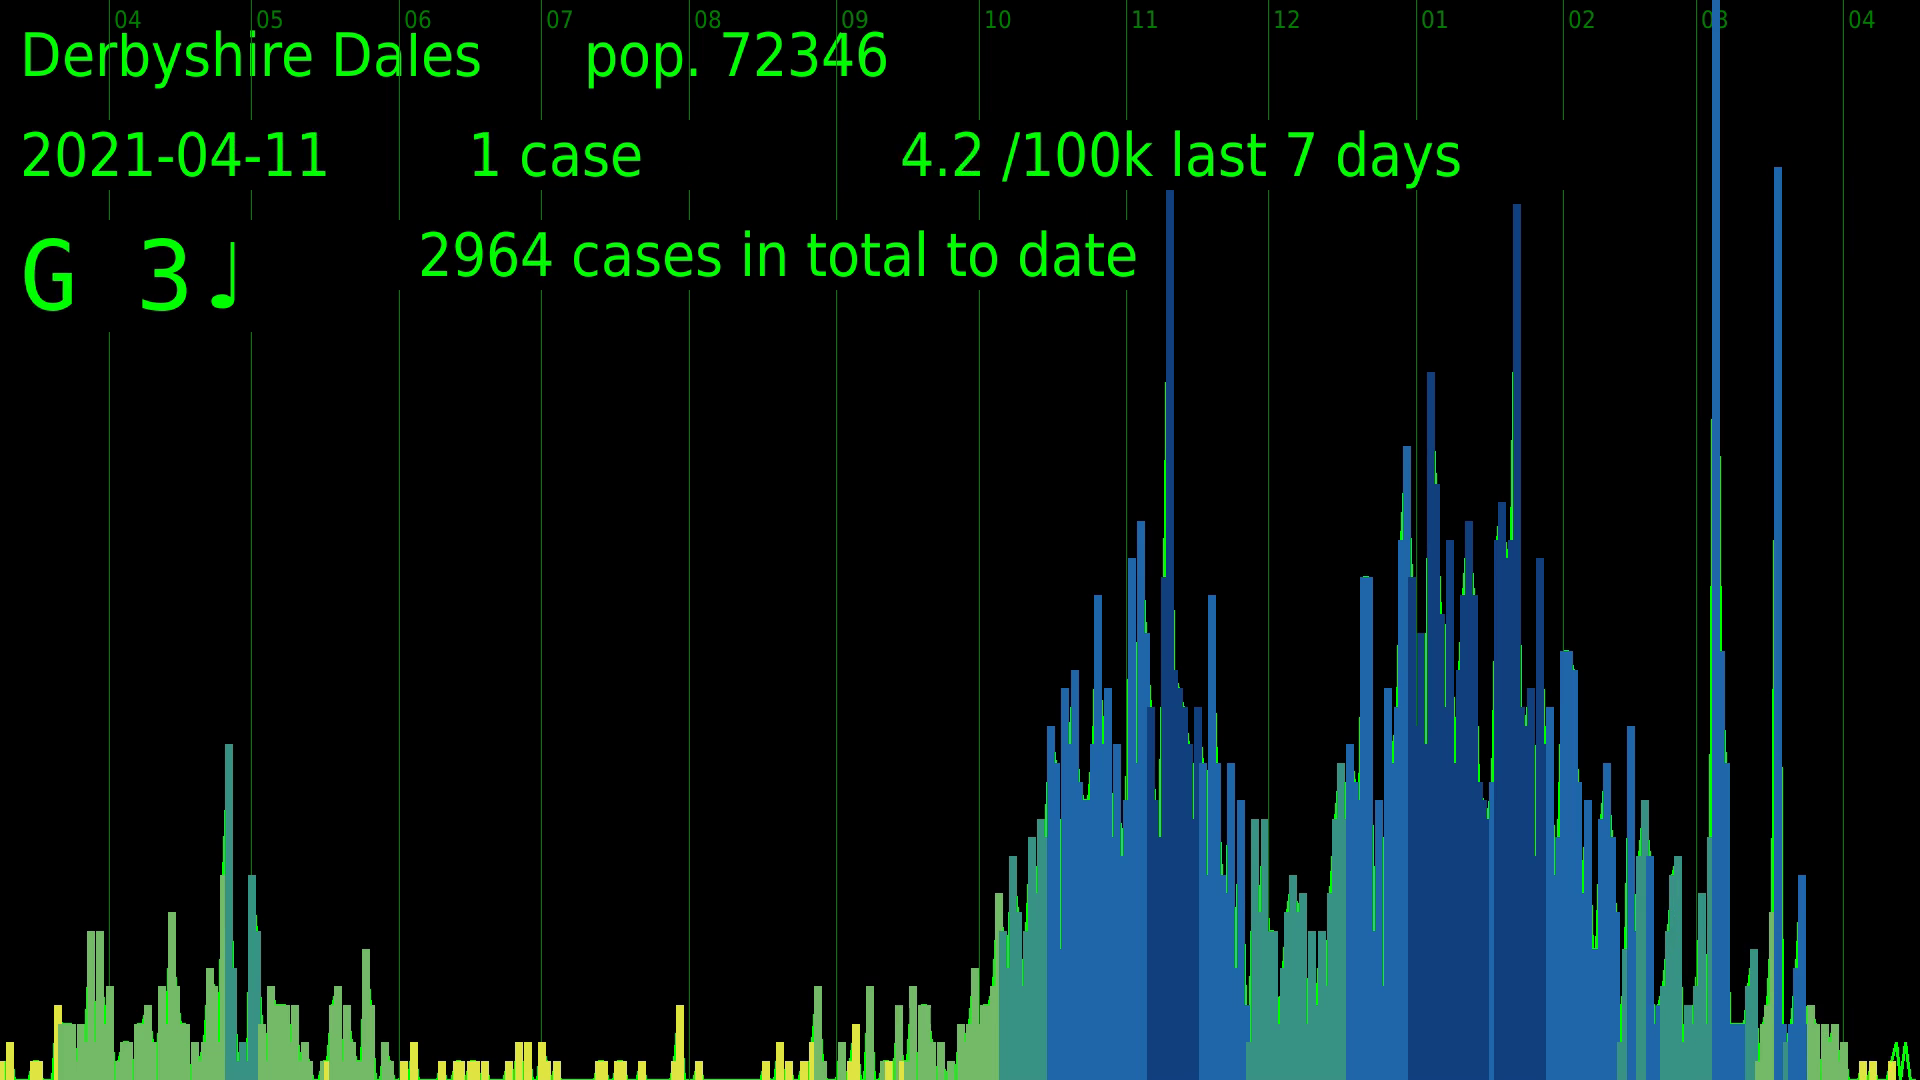 04 05 06 07 08 09 10 11 12 01 02 03 04
Derbyshire Dales pop. 72346
2021-04-11 1 case 4.2 /100k last 7 days
G 3♩ 2964 cases in total to date